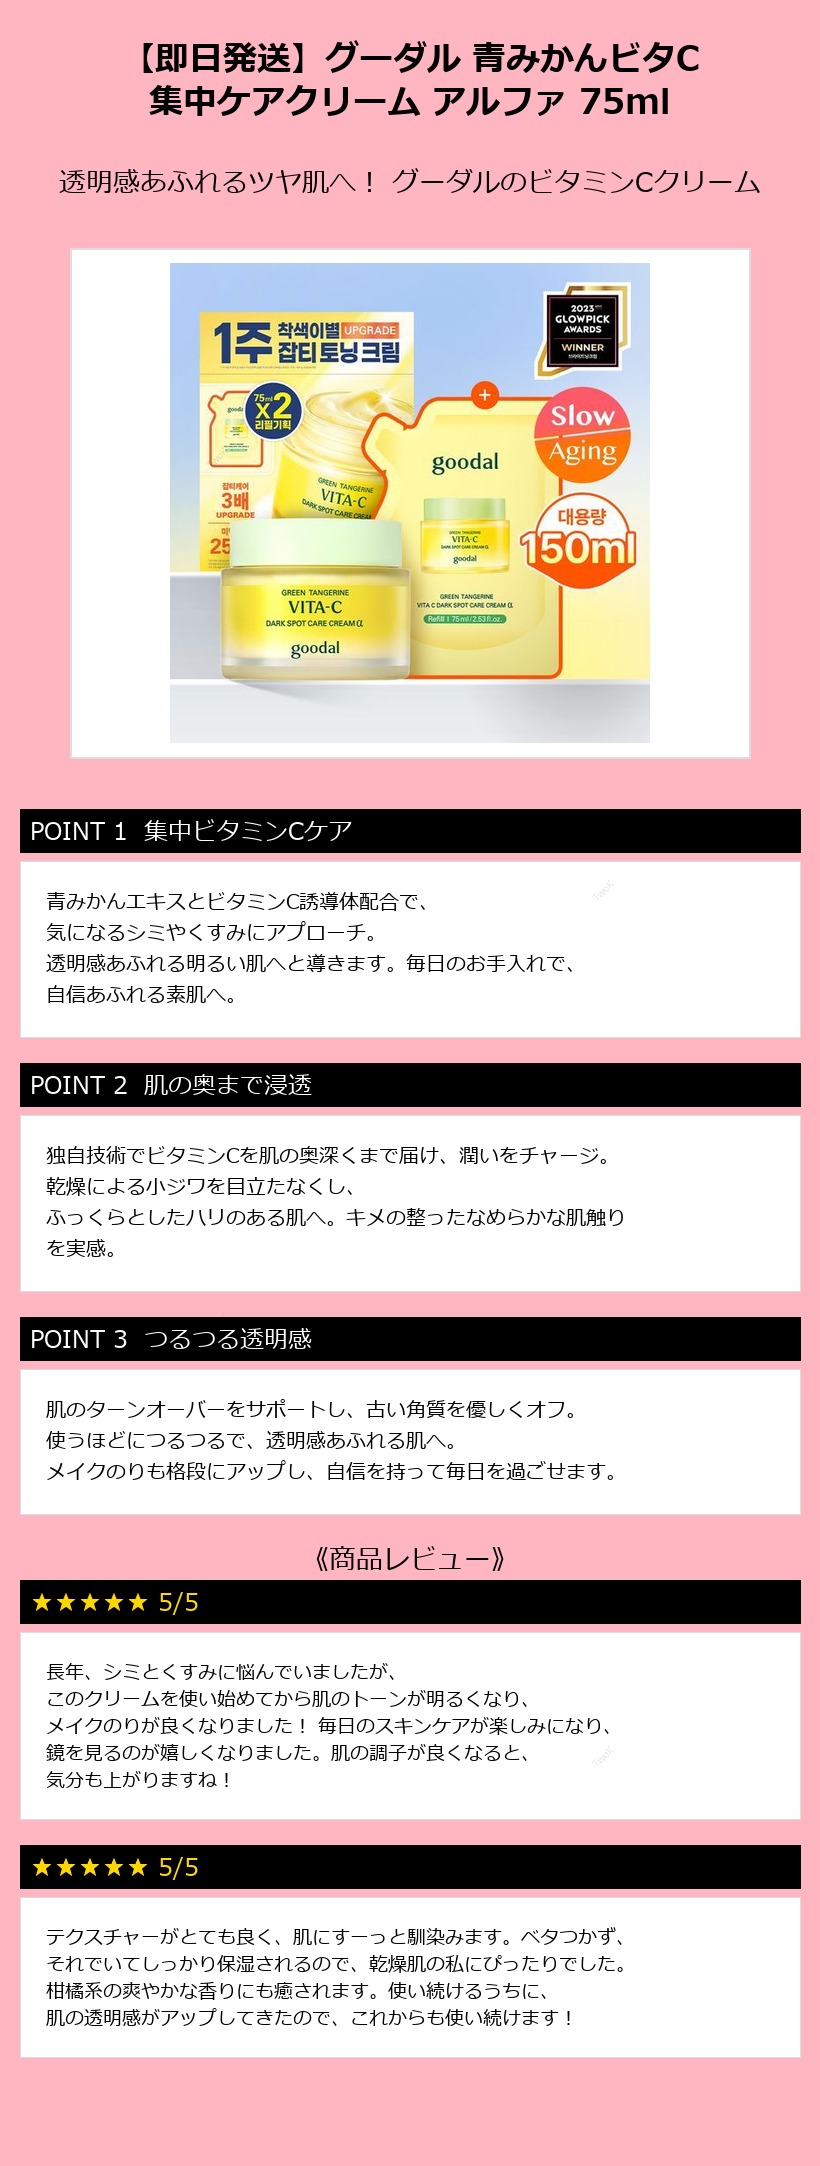 【即日発送】グーダル 青みかんビタC
集中ケアクリーム アルファ 75ml
透明感あふれるツヤ肌へ！ グーダルのビタミンCクリーム
1주 착색이별 UPGRADE
잡티 토닝 크림
75ml
X2
리필기획
잡티케어
3배
UPGRADE
GREEN TANGERINE
VITA-C
DARK SPOT CARE CREAM
2023
GLOWPICK
AWARDS
WINNER
Slow
Aging
대용량
150ml
+
goodal
GREEN TANGERINE
VITA-C
DARK SPOT CARE CREAM α
goodal
GREEN TANGERINE
VITA C DARK SPOT CARE CREAM α
Refill I 75ml/2.53fl.oz.
GREEN TANGERINE
VITA-C
DARK SPOT CARE CREAM α
goodal
POINT 1 集中ビタミンCケア
青みかんエキスとビタミンC誘導体配合で、
気になるシミやくすみにアプローチ。
透明感あふれる明るい肌へと導きます。毎日のお手入れで、
自信あふれる素肌へ。
POINT 2 肌の奥まで浸透
独自技術でビタミンCを肌の奥深くまで届け、潤いをチャージ。
乾燥による小ジワを目立たなくし、
ふっくらとしたハリのある肌へ。キメの整ったなめらかな肌触り
を実感。
POINT 3 つるつる透明感
肌のターンオーバーをサポートし、古い角質を優しくオフ。
使うほどにつるつるで、透明感あふれる肌へ。
メイクのりも格段にアップし、自信を持って毎日を過ごせます。
《商品レビュー》
★★★★★ 5/5
長年、シミとくすみに悩んでいましたが、
このクリームを使い始めてから肌のトーンが明るくなり、
メイクのりが良くなりました！ 毎日のスキンケアが楽しみになり、
鏡を見るのが嬉しくなりました。肌の調子が良くなると、
気分も上がりますね！
★★★★★ 5/5
テクスチャーがとても良く、肌にすーっと馴染みます。ベタつかず、
それでいてしっかり保湿されるので、乾燥肌の私にぴったりでした。
柑橘系の爽やかな香りにも癒されます。使い続けるうちに、
肌の透明感がアップしてきたので、これからも使い続けます！